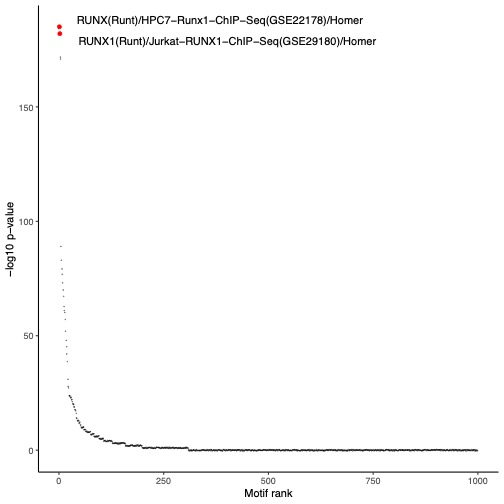 RUNX(Runt)/HPC7−Runx1−ChIP−Seq(GSE22178)/Homer
RUNX1(Runt)/Jurkat−RUNX1−ChIP−Seq(GSE29180)/Homer
−log10 p−value
150
100
50
0
0 250 500 750 1000
Motif rank